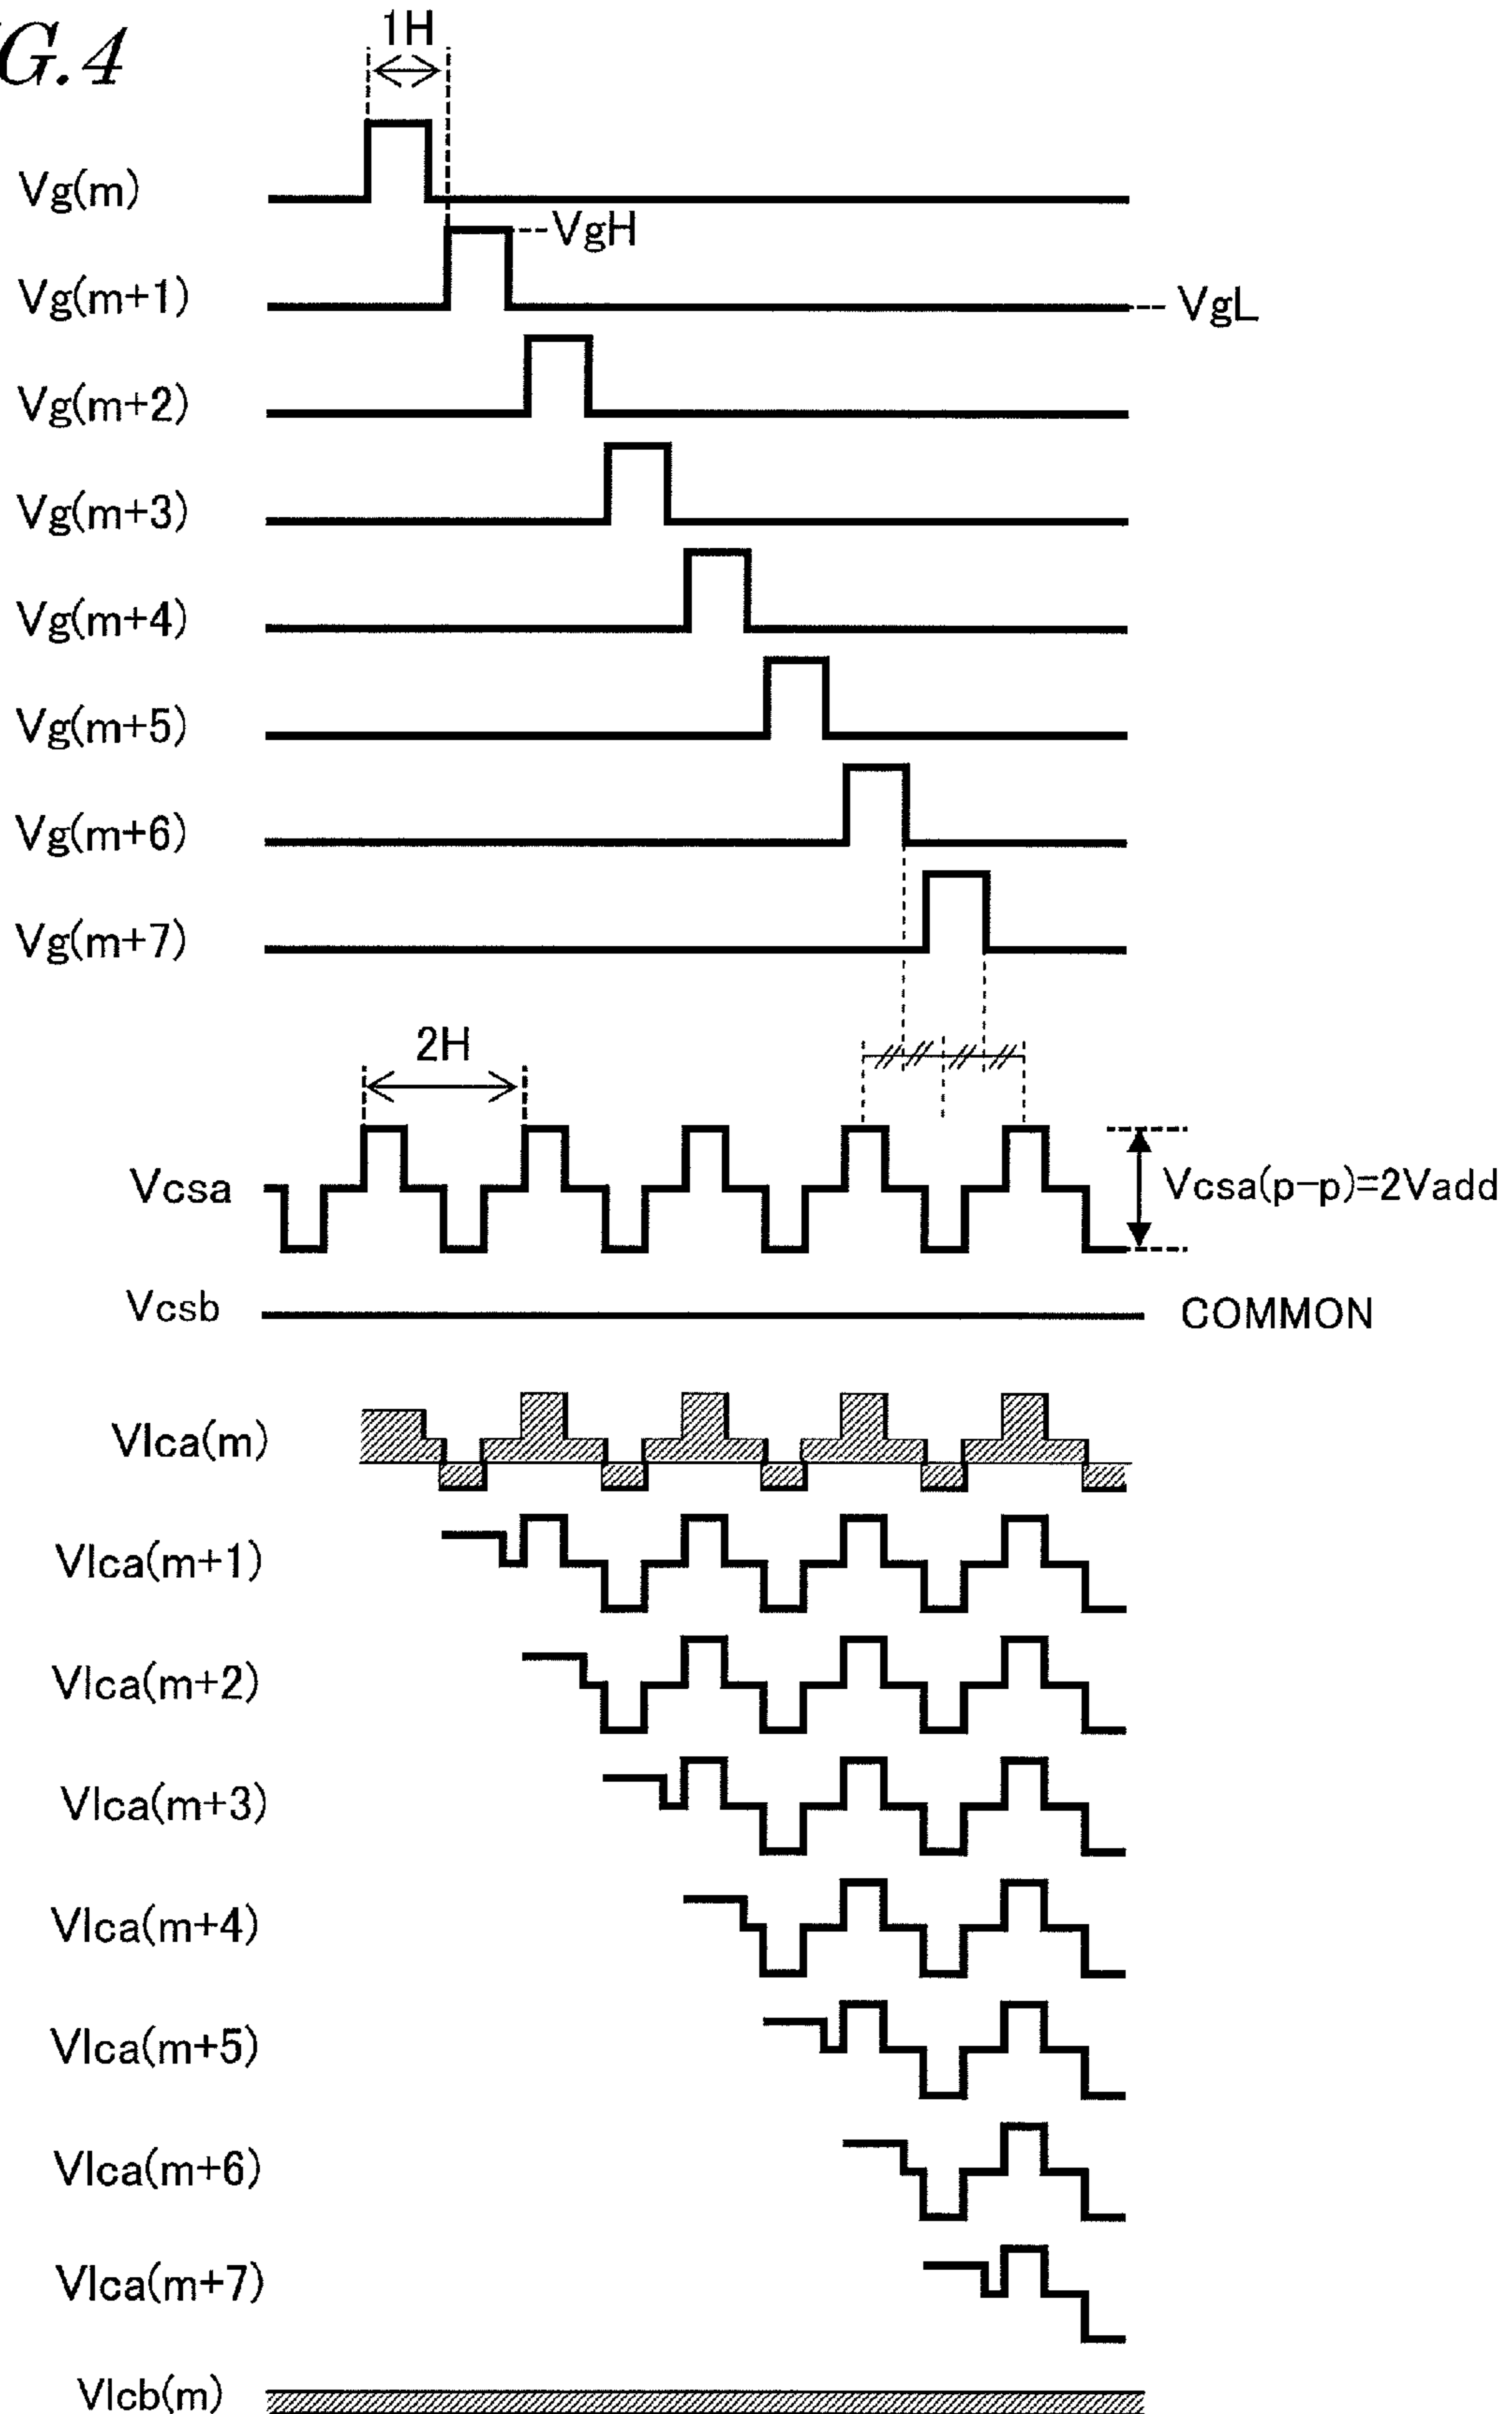 G.4
1H
Vg(m)
VgH
Vg(m+1)
VgL
Vg(m+2)
Vg(m+3)
Vg(m+4)
Vg(m+5)
Vg(m+6)
Vg(m+7)
2H
Vcsa
Vcsa(p-p)=2Vadd
Vcsb
COMMON
Vlca(m)
Vlca(m+1)
Vlca(m+2)
Vlca(m+3)
Vlca(m+4)
Vlca(m+5)
Vlca(m+6)
Vlca(m+7)
Vlcb(m)